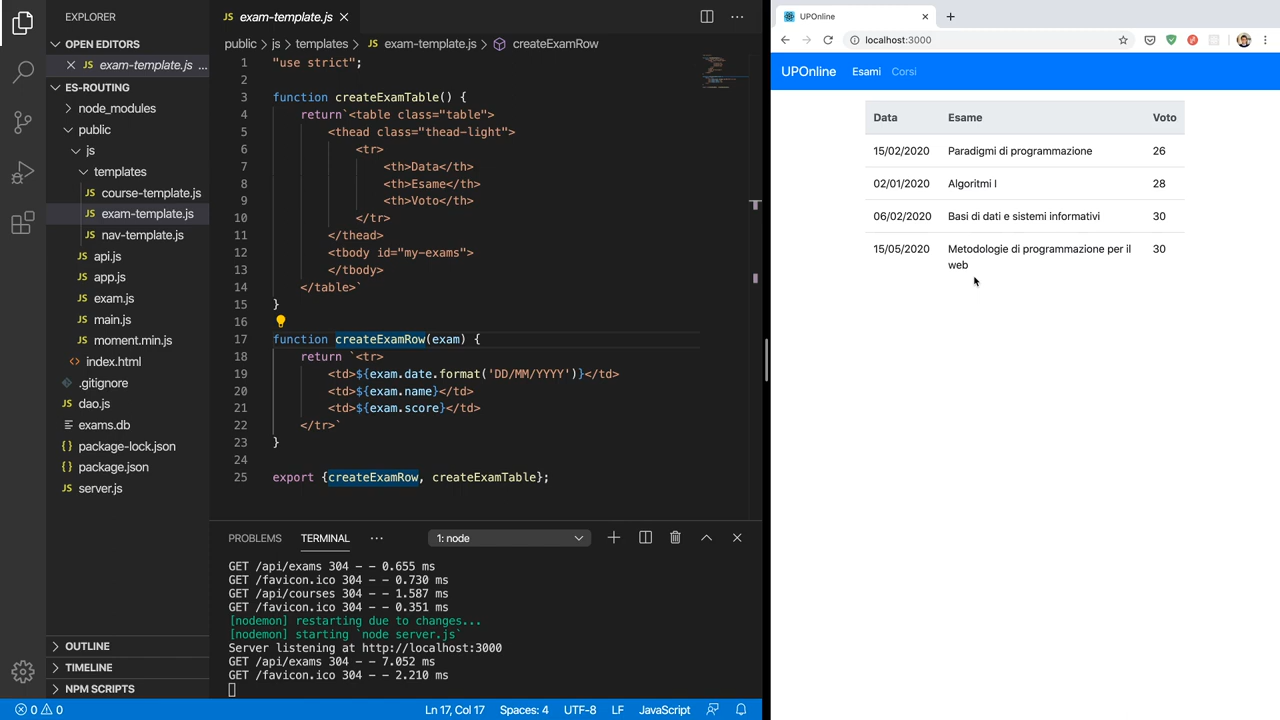 EXPLORER
OPEN EDITORS
exam-template.js ...
ES-ROUTING
node_modules
public
js
templates
JS course-template.js
JS exam-template.js
JS nav-template.js
JS api.js
JS app.js
JS exam.js
JS main.js
JS moment.min.js
<> index.html
.gitignore
JS dao.js
exams.db
{} package-lock.json
{} package.json
JS server.js
OUTLINE
TIMELINE
NPM SCRIPTS
JS exam-template.js
public > js > templates > JS exam-template.js > createExamRow
1 "use strict";
2
3 function createExamTable() {
4 return`<table class="table">
5 <thead class="thead-light">
6 <tr>
7 <th>Data</th>
8 <th>Esame</th>
9 <th>Voto</th>
10 </tr>
11 </thead>
12 <tbody id="my-exams">
13 </tbody>
14 </table>`
15 }
16
17 function createExamRow(exam) {
18 return `<tr>
19 <td>${exam.date.format('DD/MM/YYYY')}</td>
20 <td>${exam.name}</td>
21 <td>${exam.score}</td>
22 </tr>`
23 }
24
25 export {createExamRow, createExamTable};
PROBLEMS TERMINAL ... 1: node
GET /api/exams 304 - - 0.655 ms
GET /favicon.ico 304 - - 0.730 ms
GET /api/courses 304 - - 1.587 ms
GET /favicon.ico 304 - - 0.351 ms
[nodemon] restarting due to changes...
[nodemon] starting `node server.js`
Server listening at http://localhost:3000
GET /api/exams 304 - - 7.052 ms
GET /favicon.ico 304 - - 2.210 ms
0 0 Ln 17, Col 17 Spaces: 4 UTF-8 LF JavaScript
UPOnline
localhost:3000
UPOnline Esami Corsi
Data Esame Voto
15/02/2020 Paradigmi di programmazione 26
02/01/2020 Algoritmi I 28
06/02/2020 Basi di dati e sistemi informativi 30
15/05/2020 Metodologie di programmazione per il 30
web